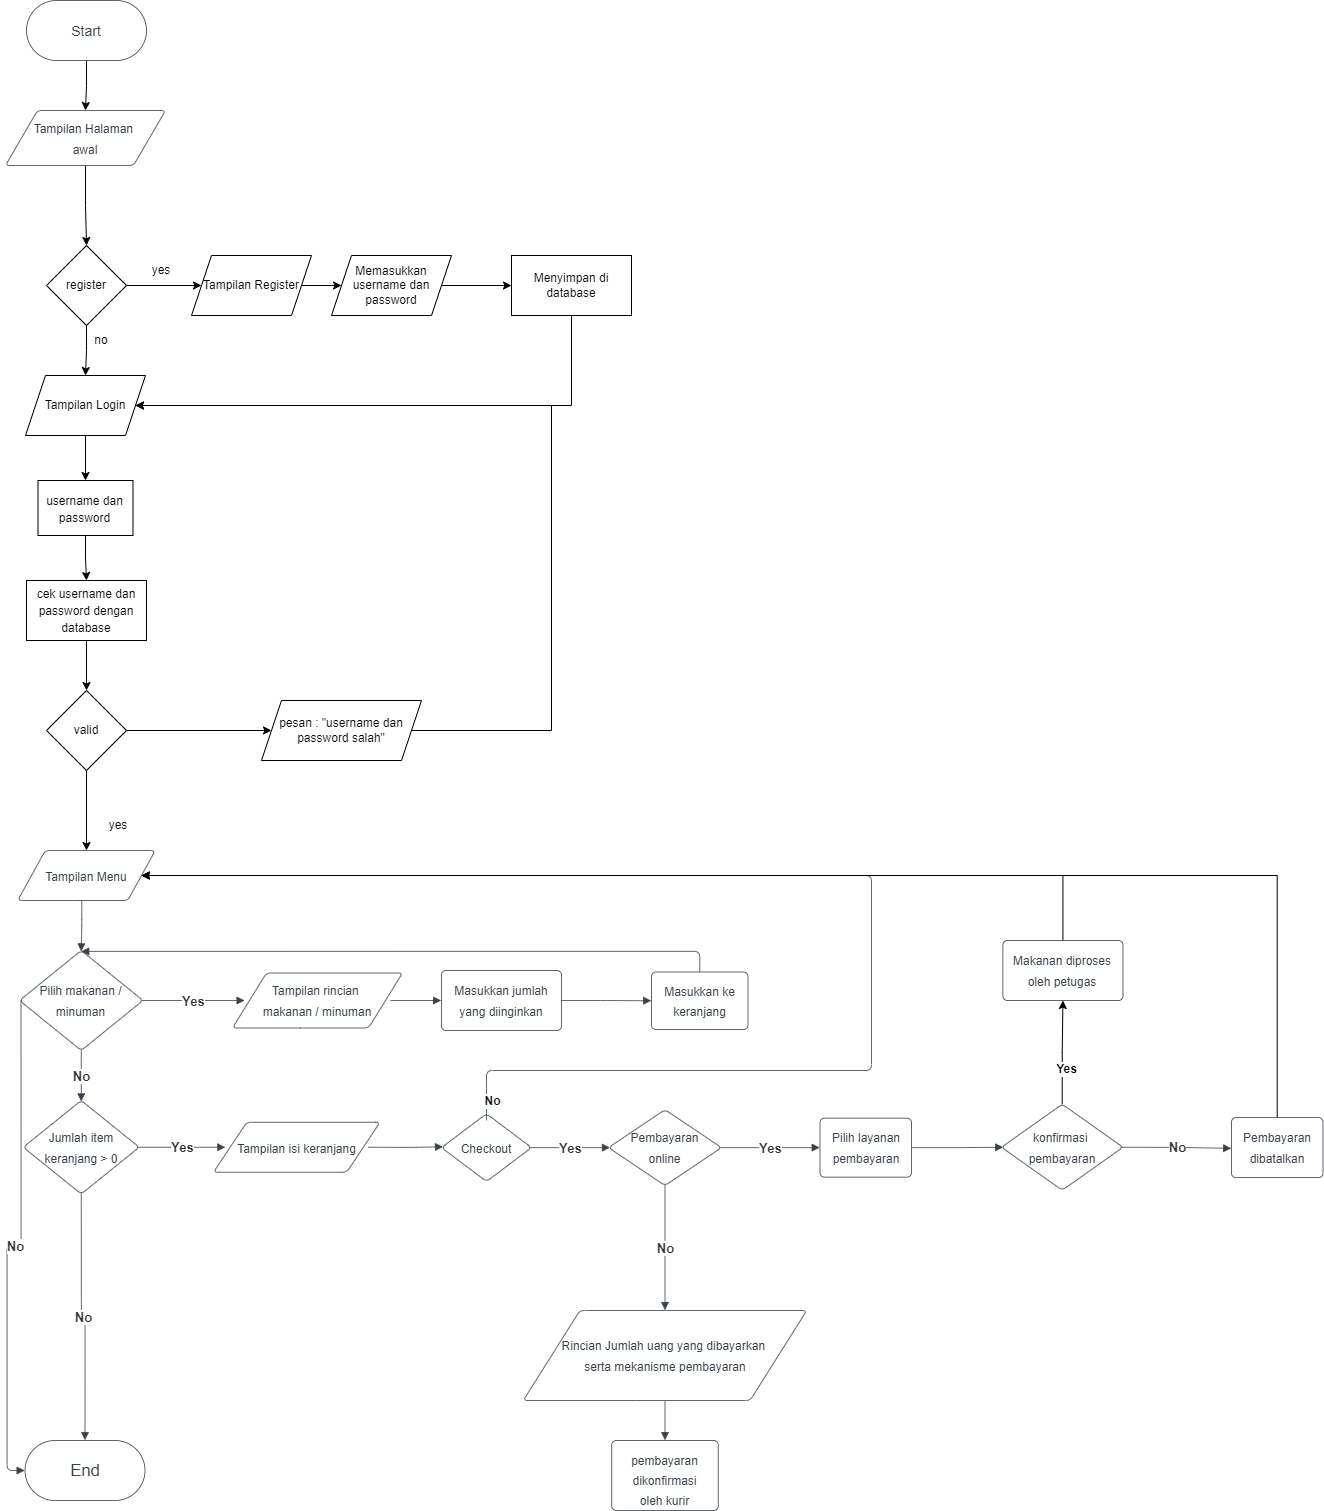 Start
Tampilan Halaman
awal
register
yes
Tampilan Register
Memasukkan
username dan
password
Menyimpan di
database
no
Tampilan Login
username dan
password
cek username dan
password dengan
database
valid
pesan : "username dan
password salah"
yes
Tampilan Menu
Pilih makanan /
minuman
Yes
Tampilan rincian
makanan / minuman
Masukkan jumlah
yang diinginkan
Masukkan ke
keranjang
Makanan diproses
oleh petugas
No
Yes
No
Jumlah item
keranjang > 0
Yes
Tampilan isi keranjang
Checkout
Yes
Pembayaran
online
Yes
Pilih layanan
pembayaran
konfirmasi
pembayaran
No
Pembayaran
dibatalkan
No
No
No
Rincian Jumlah uang yang dibayarkan
serta mekanisme pembayaran
End
pembayaran
dikonfirmasi
oleh kurir